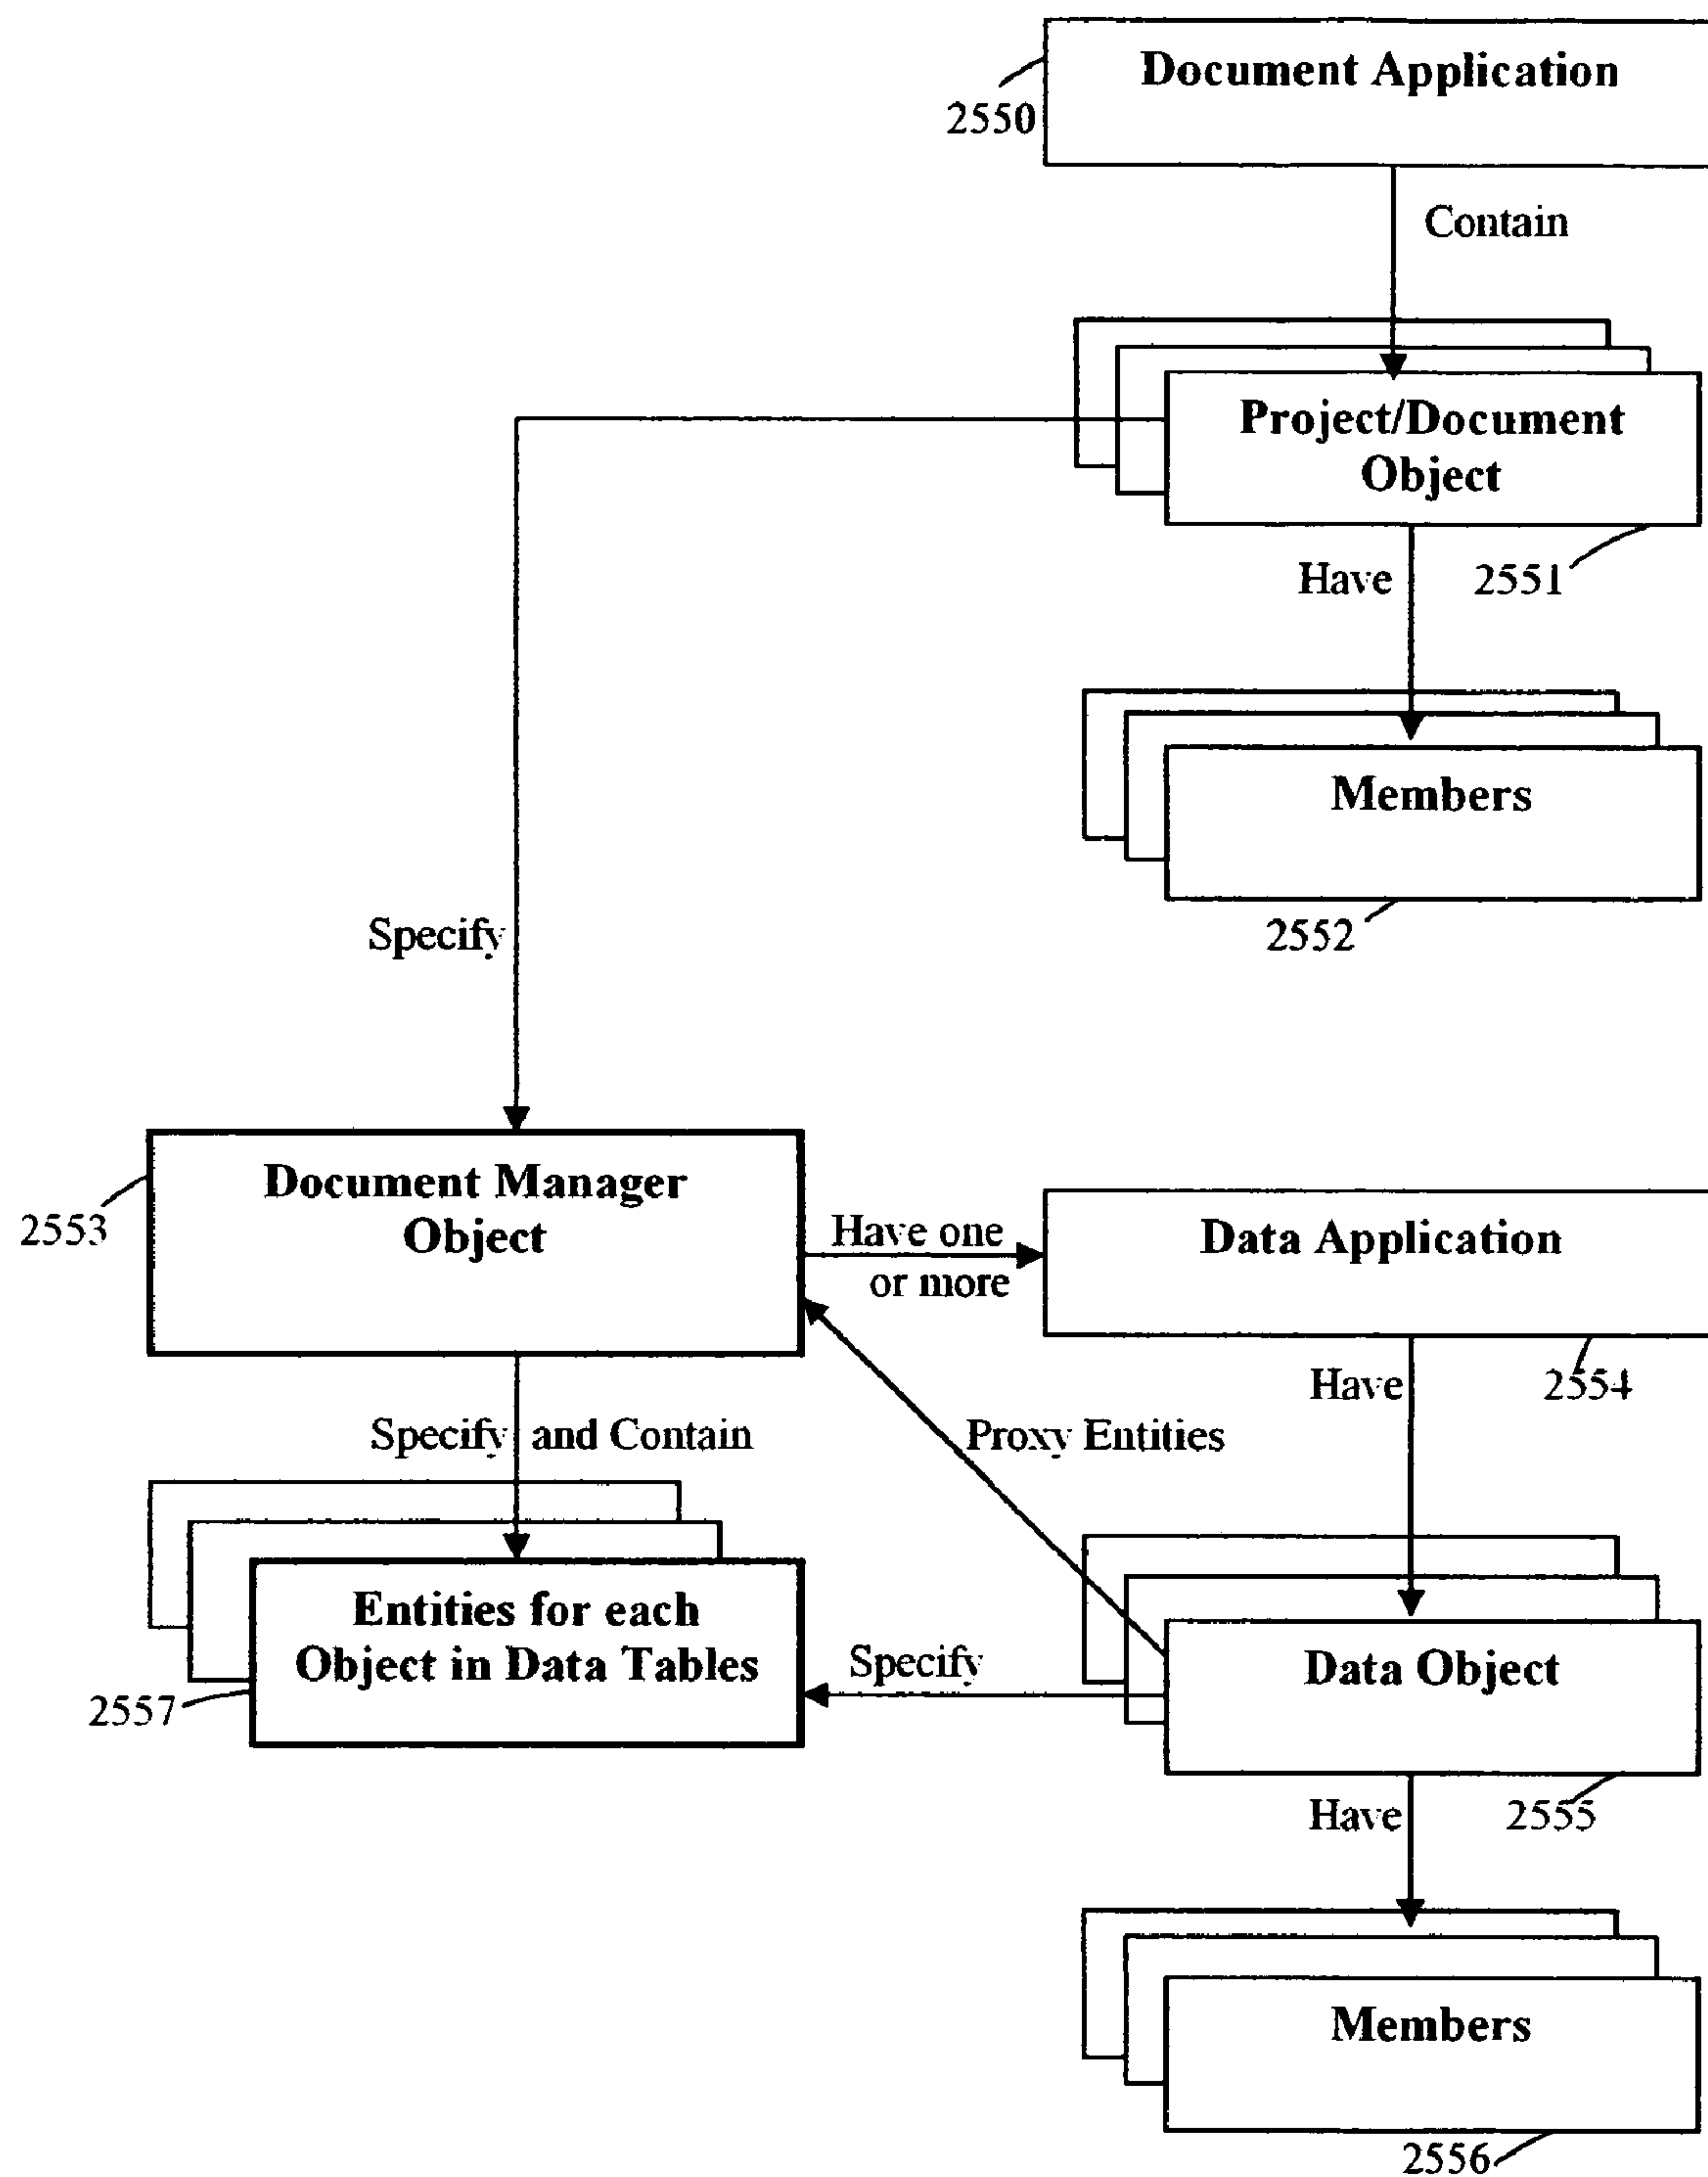 Document Application
2550
Contain
Project/Document
Object
Have
2551
Members
2552
Specify
Document Manager
Object
2553
Have one
or more
Data Application
2554
Have
Specify and Contain
Proxy Entities
Entities for each
Object in Data Tables
2557
Specify
Data Object
2555
Have
Members
2556